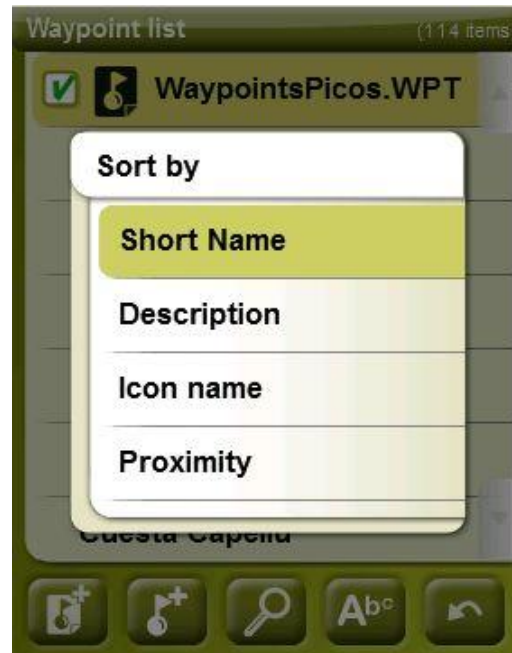 Waypoint list (114 items
WaypointsPicos.WPT
Sort by
Short Name
Description
Icon name
Proximity
Cuesta Capellu
Abc